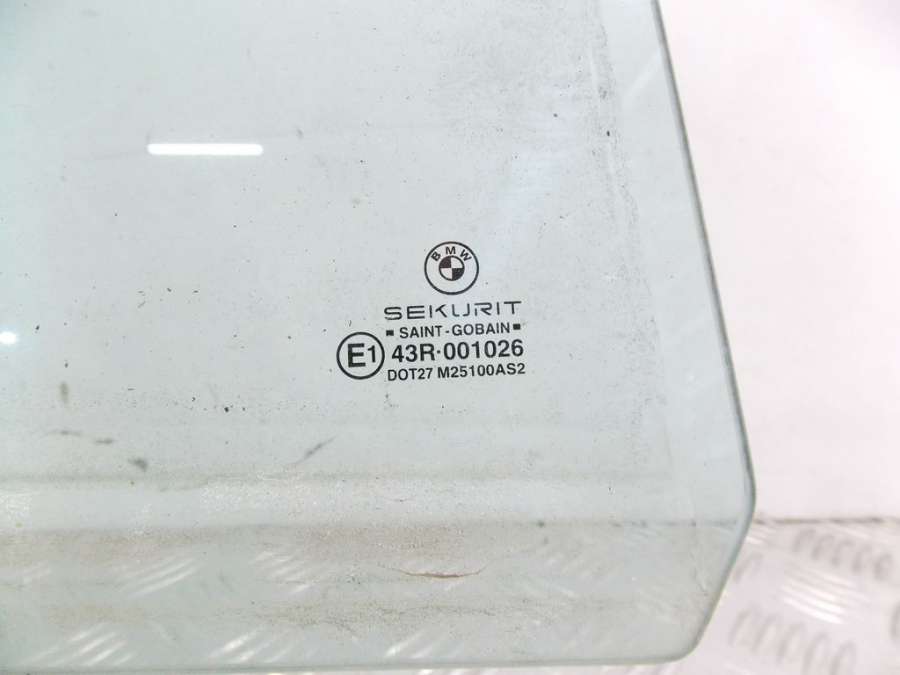 BMW
SEKURIT
SAINT-GOBAIN
E1 43R·001026
DOT27 M25100AS2